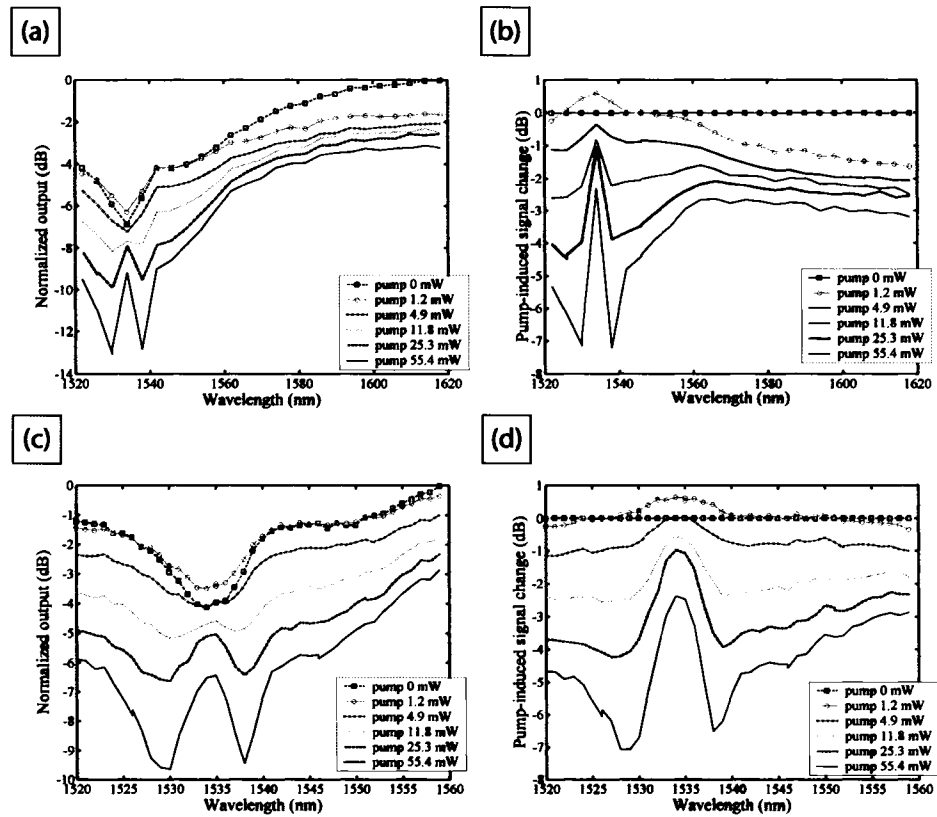 (a)
(b)
0
-2
-4
-6
-8
-10
-12
-14
Normalized output (dB)
pump 0 mW
pump 1.2 mW
pump 4.9 mW
pump 11.8 mW
pump 25.3 mW
pump 55.4 mW
1320 1540 1560 1580 1600 1620
Wavelength (nm)
1
0
-1
-2
-3
-4
-5
-6
-7
-8
Pump-induced signal change (dB)
pump 0 mW
pump 1.2 mW
pump 4.9 mW
pump 11.8 mW
pump 25.3 mW
pump 55.4 mW
1520 1540 1560 1580 1600 1620
Wavelength (nm)
(c)
(d)
0
-1
-2
-3
-4
-5
-6
-7
-8
-9
-10
Normalized output (dB)
pump 0 mW
pump 1.2 mW
pump 4.9 mW
pump 11.8 mW
pump 25.3 mW
pump 55.4 mW
1520 1525 1530 1535 1540 1545 1550 1555 1560
Wavelength (nm)
1
0
-1
-2
-3
-4
-5
-6
-7
-8
Pump-induced signal change (dB)
pump 0 mW
pump 1.2 mW
pump 4.9 mW
pump 11.8 mW
pump 25.3 mW
pump 55.4 mW
1520 1525 1530 1535 1540 1545 1550 1555 1560
Wavelength (nm)